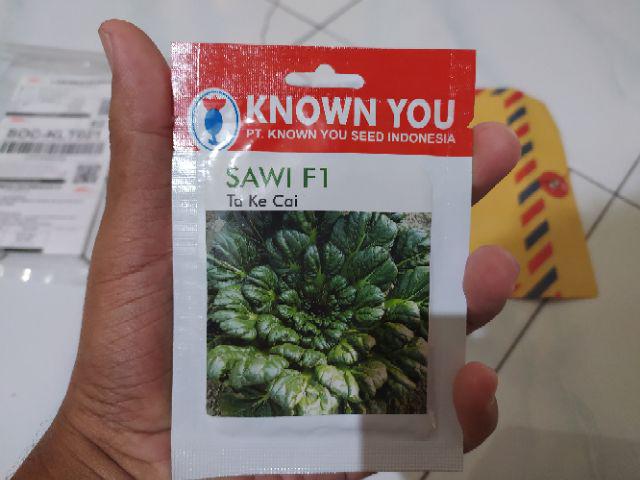 KNOWN YOU
PT. KNOWN YOU SEED INDONESIA
SAWI F1
Ta Ke Cai